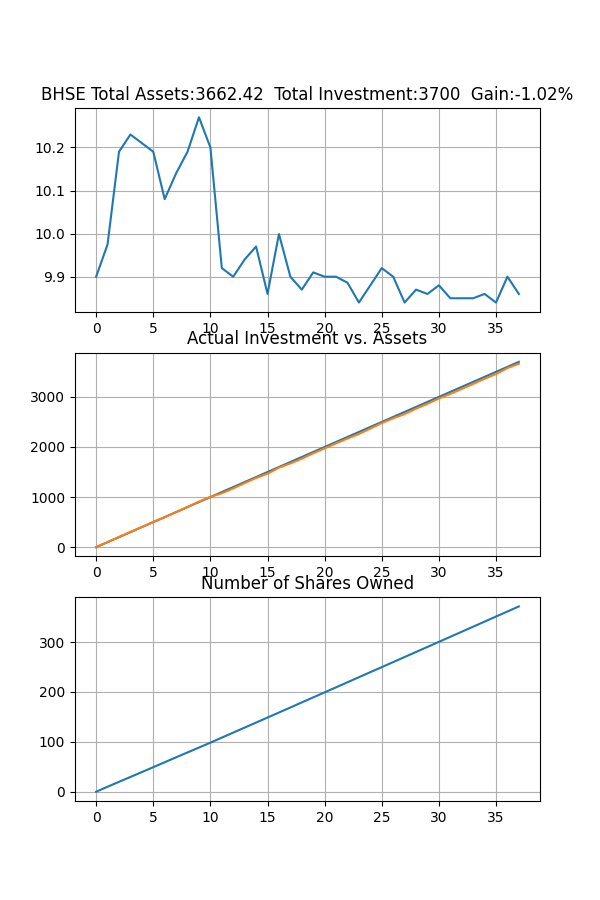 BHSE Total Assets:3662.42  Total Investment:3700  Gain:-1.02%
10.2
10.1
10.0
9.9
0 5 10 15 20 25 30 35
Actual Investment vs. Assets
3000
2000
1000
0
0 5 10 15 20 25 30 35
Number of Shares Owned
300
200
100
0
0 5 10 15 20 25 30 35